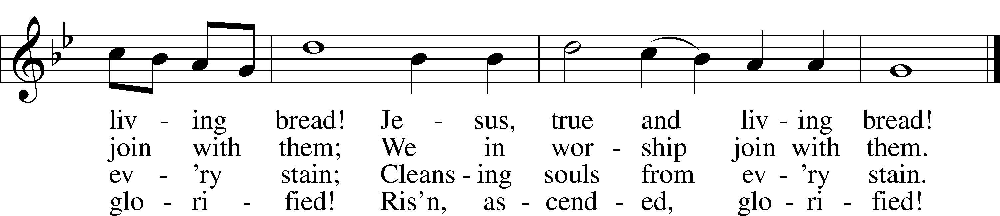 liv - ing bread! Je - sus, true and liv - ing bread!
join with them; We in wor - ship join with them.
ev - ’ry stain; Cleans - ing souls from ev - ’ry stain.
glo - ri - fied! Ris’n, as - cend - ed, glo - ri - fied!